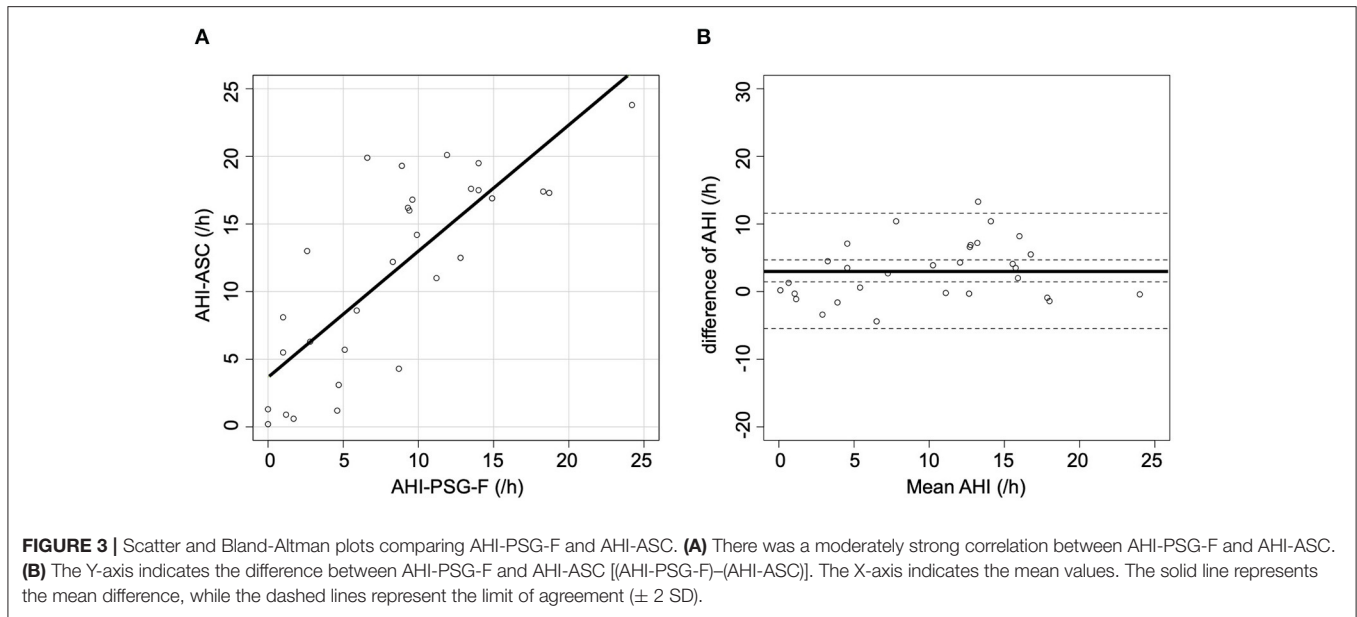 A
B
25
20
15
10
5
0
AHI-ASC (/h)
0 5 10 15 20 25
AHI-PSG-F (/h)
30
20
10
0
-10
-20
difference of AHI (/h)
0 5 10 15 20 25
Mean AHI (/h)
FIGURE 3 | Scatter and Bland-Altman plots comparing AHI-PSG-F and AHI-ASC. (A) There was a moderately strong correlation between AHI-PSG-F and AHI-ASC.
(B) The Y-axis indicates the difference between AHI-PSG-F and AHI-ASC [(AHI-PSG-F)–(AHI-ASC)]. The X-axis indicates the mean values. The solid line represents
the mean difference, while the dashed lines represent the limit of agreement (± 2 SD).